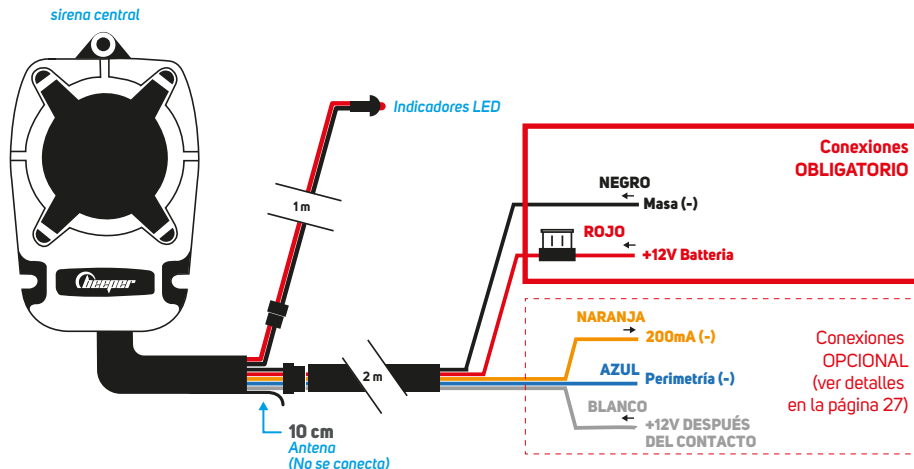 sirena central
Indicadores LED
1 m
beeper
Conexiones
OBLIGATORIO
NEGRO
Masa (-)
ROJO
+12V Batteria
NARANJA
200mA (-)
AZUL
Perimetría (-)
BLANCO
+12V DESPUÉS
DEL CONTACTO
Conexiones
OPCIONAL
(ver detalles
en la página 27)
2 m
10 cm
Antena
(No se conecta)